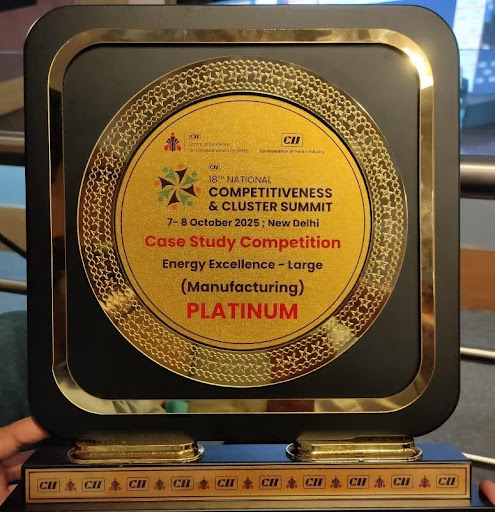 CII
Centre of Excellence
for Competitiveness for SMEs
CII
Confederation of Indian Industry
CII
18TH NATIONAL
COMPETITIVENESS
& CLUSTER SUMMIT
7- 8 October 2025 ; New Delhi
Case Study Competition
Energy Excellence - Large
(Manufacturing)
PLATINUM
CII CII CII CII CII CII CII CII CII CII